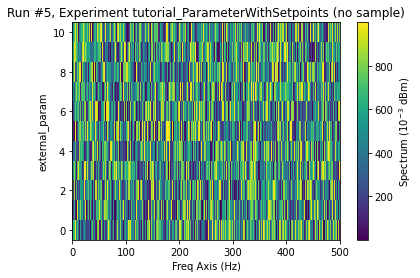 Run #5, Experiment tutorial_ParameterWithSetpoints (no sample)
10
8
6
4
2
0
external_param
0 100 200 300 400 500
Freq Axis (Hz)
800
600
400
200
Spectrum (10⁻³ dBm)